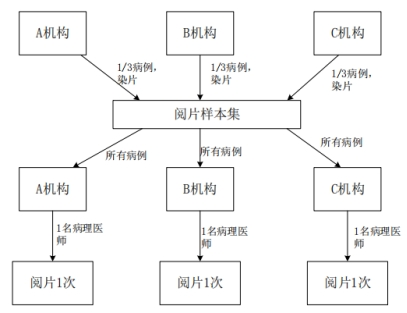 A机构
B机构
C机构
1/3病例，
染片
1/3病例，
染片
1/3病例，
染片
阅片样本集
所有病例
所有病例
所有病例
A机构
B机构
C机构
1名病理医
师
1名病理医
师
1名病理医
师
阅片1次
阅片1次
阅片1次